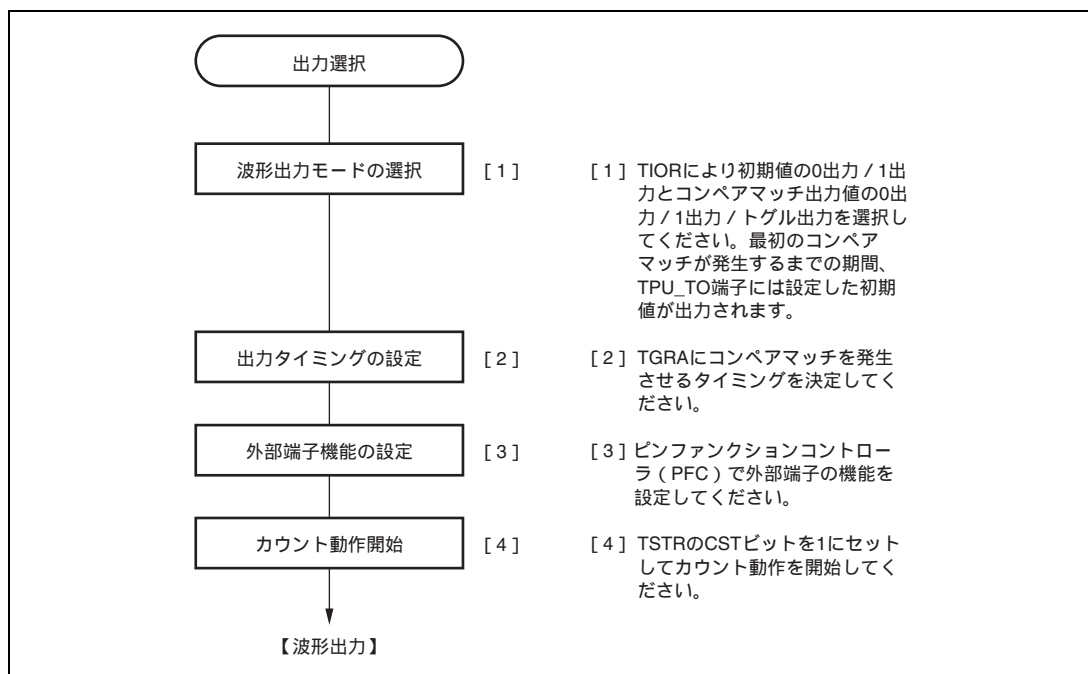 出力選択
波形出力モードの選択 [1] [1] TIORにより初期値の0出力/1出
力とコンペアマッチ出力値の0出
力/1出力/トグル出力を選択し
てください。最初のコンペア
マッチが発生するまでの期間、
TPU_TO端子には設定した初期
値が出力されます。
出力タイミングの設定 [2] [2] TGRAにコンペアマッチを発生
させるタイミングを決定してく
ださい。
外部端子機能の設定 [3] [3] ピンファンクションコントロー
ラ(PFC)で外部端子の機能を
設定してください。
カウント動作開始 [4] [4] TSTRのCSTビットを1にセット
してカウント動作を開始してく
ださい。
【波形出力】